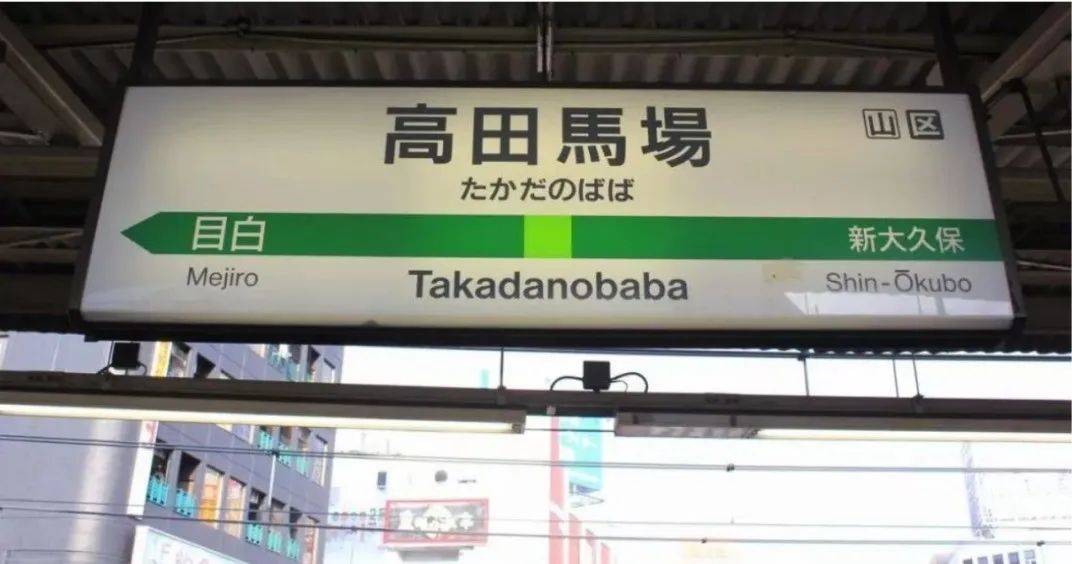 高田馬場
山 区
たかだのばば
目白
新大久保
Mejiro
Takadanobaba
Shin-Ōkubo